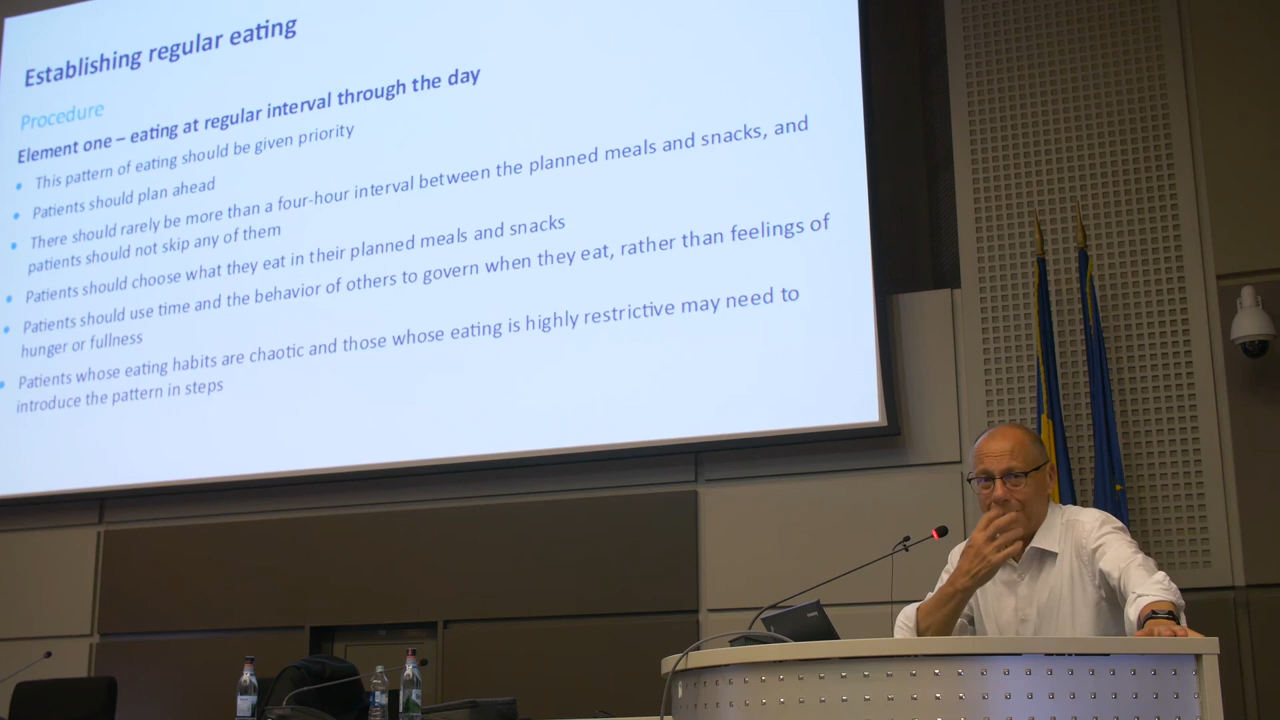 Establishing regular eating
Procedure
Element one – eating at regular interval through the day
• This pattern of eating should be given priority
• Patients should plan ahead
• There should rarely be more than a four-hour interval between the planned meals and snacks, and
patients should not skip any of them
• Patients should choose what they eat in their planned meals and snacks
• Patients should use time and the behavior of others to govern when they eat, rather than feelings of
hunger or fullness
• Patients whose eating habits are chaotic and those whose eating is highly restrictive may need to
introduce the pattern in steps